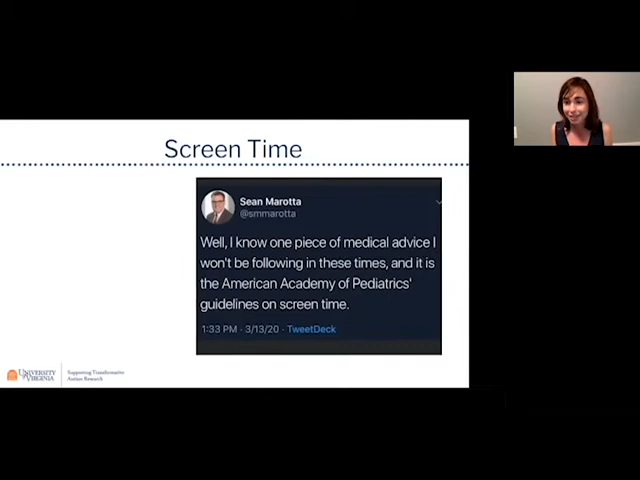 Screen Time
Sean Marotta
@smmarotta
Well, I know one piece of medical advice I
won't be following in these times, and it is
the American Academy of Pediatrics'
guidelines on screen time.
1:33 PM · 3/13/20 · TweetDeck
UNIVERSITY
of VIRGINIA
Supporting Transformative
Autism Research